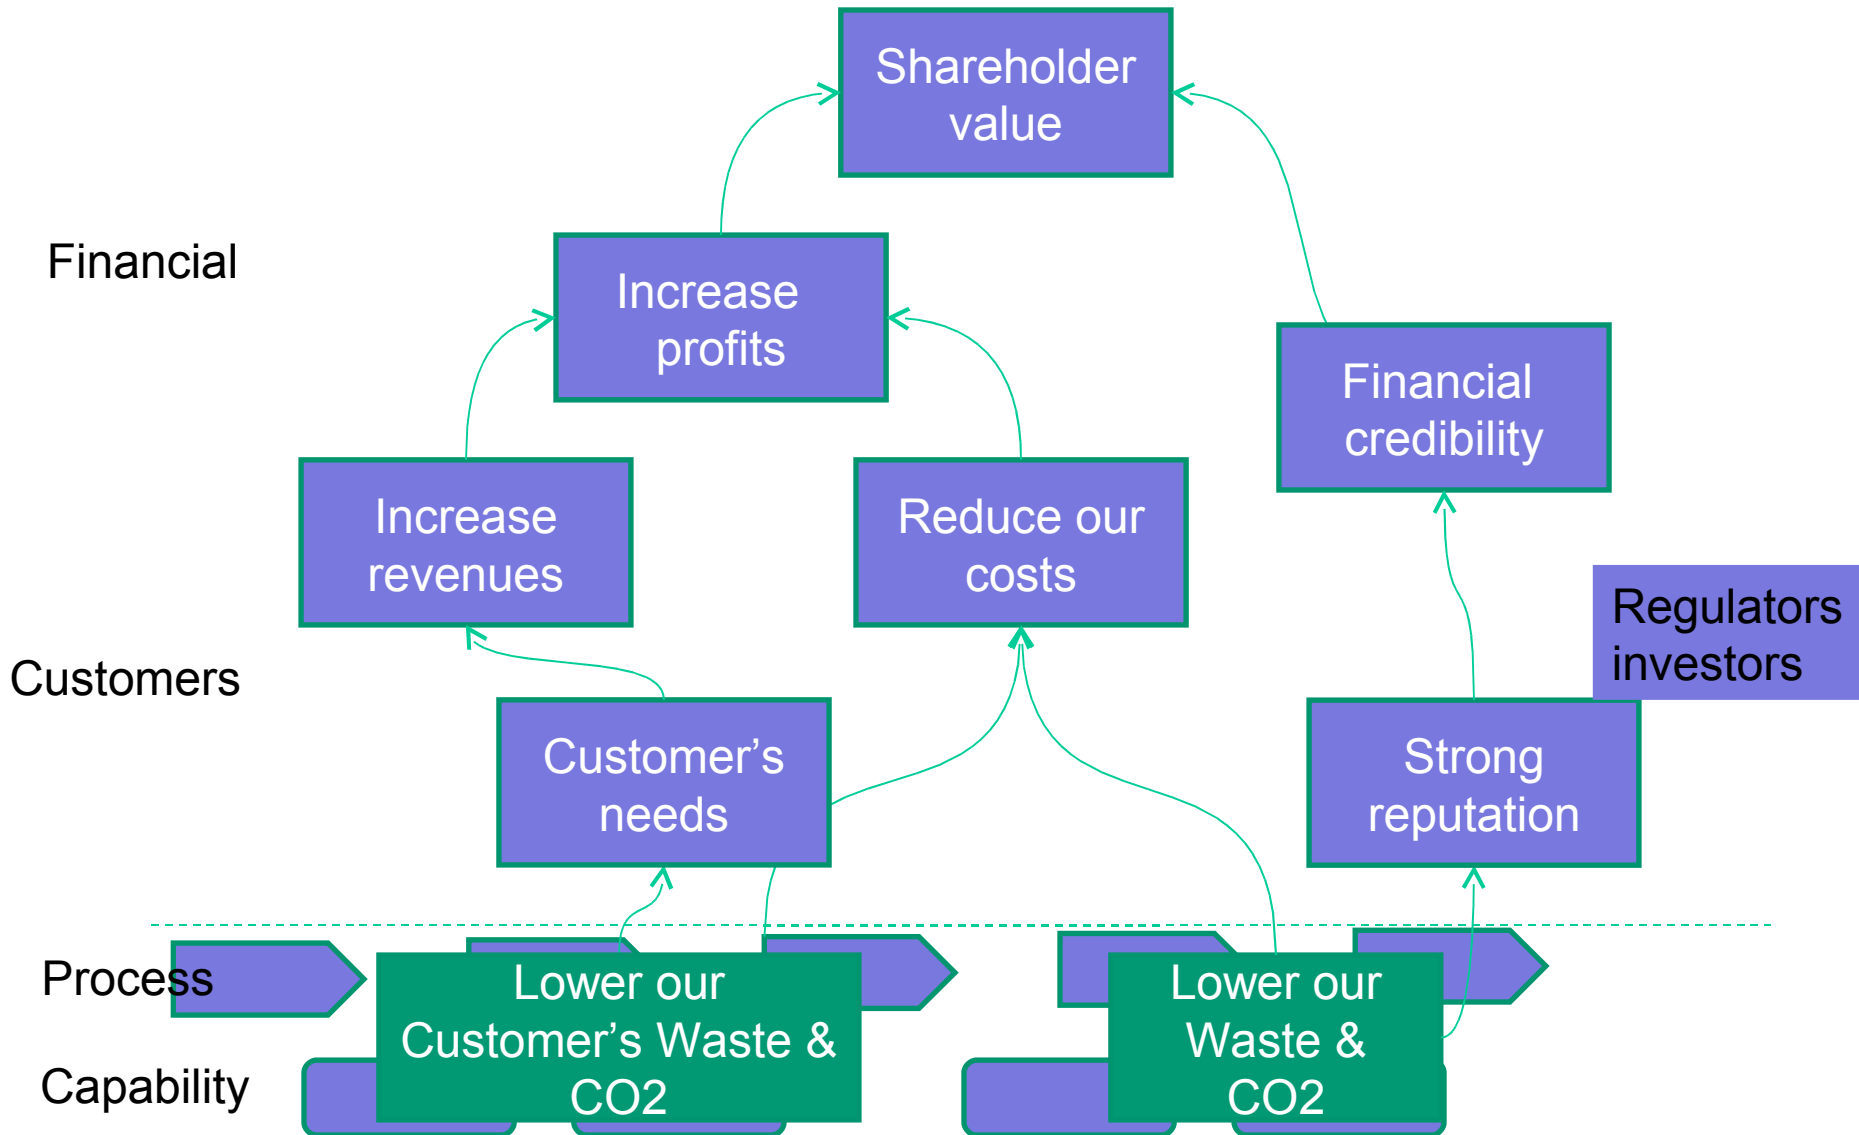 Shareholder
value
Financial
Increase
profits
Financial
credibility
Increase
revenues
Reduce our
costs
Regulators
investors
Customers
Customer’s
needs
Strong
reputation
Process
Lower our
Customer’s Waste &
CO2
Lower our
Waste &
CO2
Capability